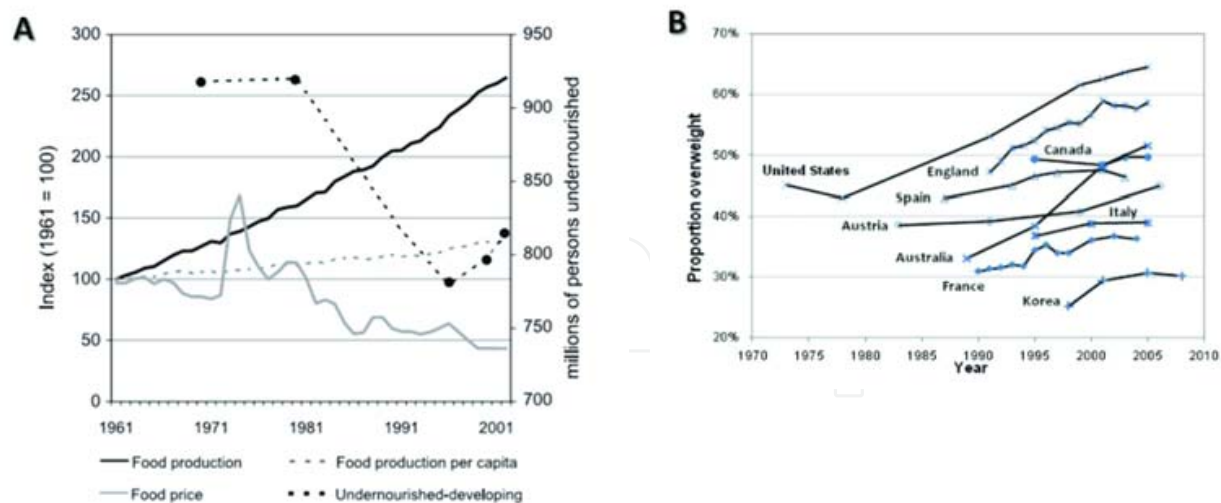 A
300
250
200
150
100
50
0
Index (1961 = 100)
950
900
850
800
750
700
millions of persons undernourished
1961 1971 1981 1991 2001
Food production
Food production per capita
Food price
Undernourished-developing
B
70%
60%
50%
40%
30%
20%
Proportion overweight
United States
England
Canada
Spain
Austria
Italy
Australia
France
Korea
1970 1975 1980 1985 1990 1995 2000 2005 2010
Year